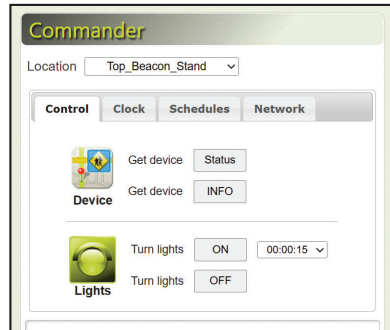 Commander
Location Top_Beacon_Stand
Control Clock Schedules Network
Get device Status
Get device INFO
Device
Turn lights ON 00:00:15
Turn lights OFF
Lights